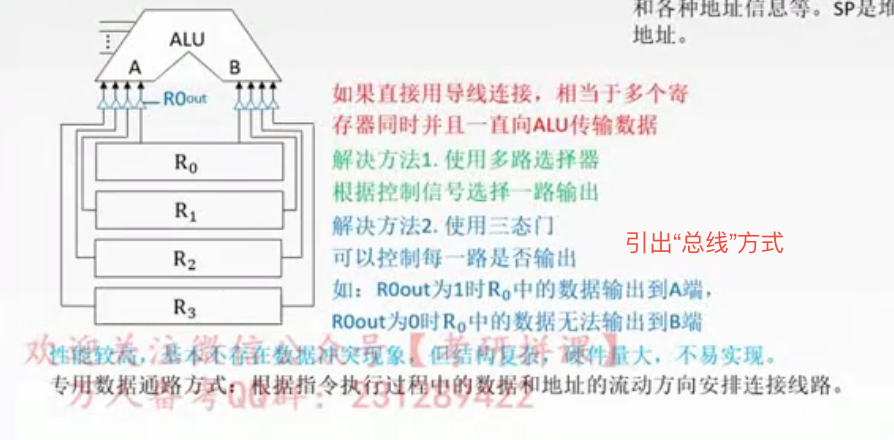 和各种地址信息等。SP是堆
地址。
ALU
A
B
R0out
R0
R1
R2
R3
如果直接用导线连接，相当于多个寄
存器同时并且一直向ALU传输数据
解决方法1. 使用多路选择器
根据控制信号选择一路输出
解决方法2. 使用三态门
可以控制每一路是否输出
如：R0out为1时R0中的数据输出到A端，
R0out为0时R0中的数据无法输出到B端
引出“总线”方式
欢迎关注微信公众号【考研拼课】
性能较高，基本不存在数据冲突现象，但结构复杂，硬件量大，不易实现。
专用数据通路方式：根据指令执行过程中的数据和地址的流动方向安排连接线路。
万人备考QQ群：231289422